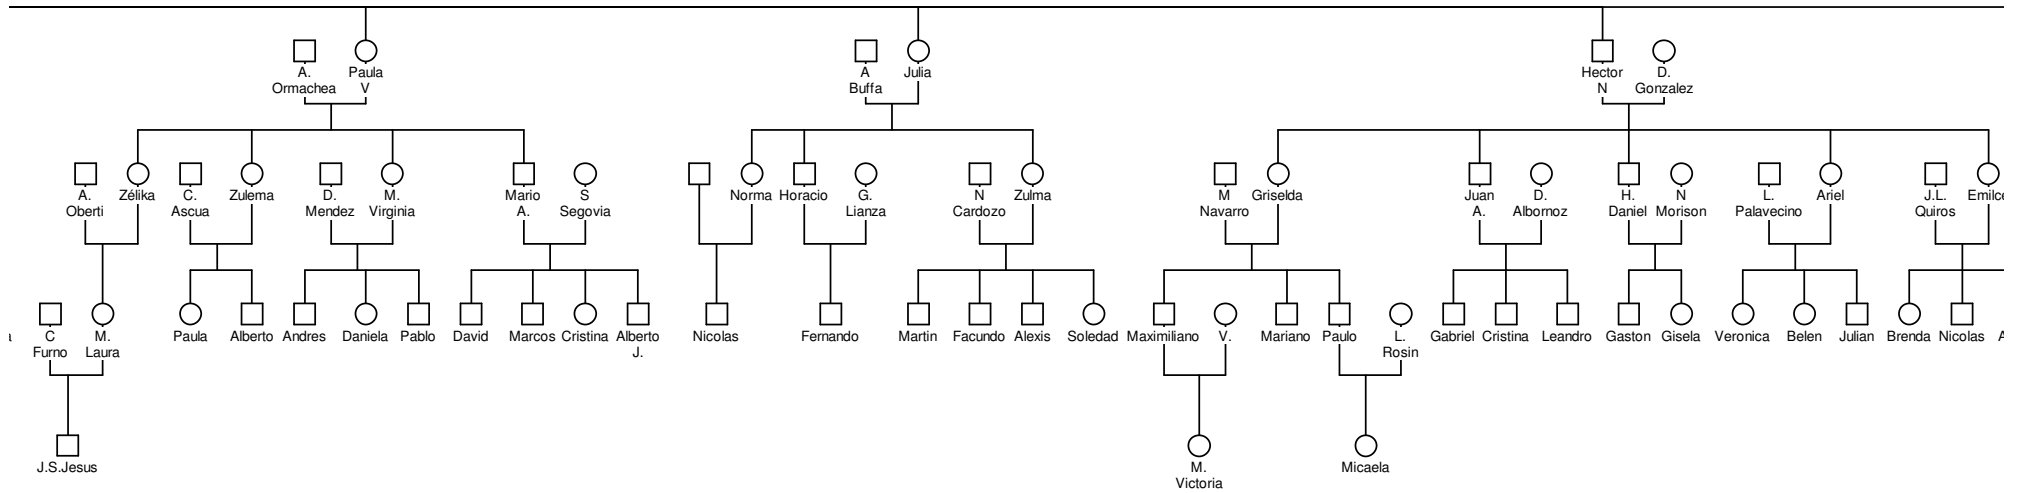 A.
Ormachea
Paula
V
A
Buffa
Julia
Hector
N
D.
Gonzalez
A.
Oberti
Zélika
C.
Ascua
Zulema
D.
Mendez
M.
Virginia
Mario
A.
S
Segovia
Norma
Horacio
G.
Lianza
N
Cardozo
Zulma
M
Navarro
Griselda
Juan
A.
D.
Albornoz
H.
Daniel
N
Morison
L.
Palavecino
Ariel
J.L.
Quiros
Emilce
C
Furno
M.
Laura
Paula
Alberto
Andres
Daniela
Pablo
David
Marcos
Cristina
Alberto
J.
Nicolas
Fernando
Martin
Facundo
Alexis
Soledad
Maximiliano
V.
Mariano
Paulo
L.
Rosin
Gabriel
Cristina
Leandro
Gaston
Gisela
Veronica
Belen
Julian
Brenda
Nicolas
J.S.Jesus
M.
Victoria
Micaela